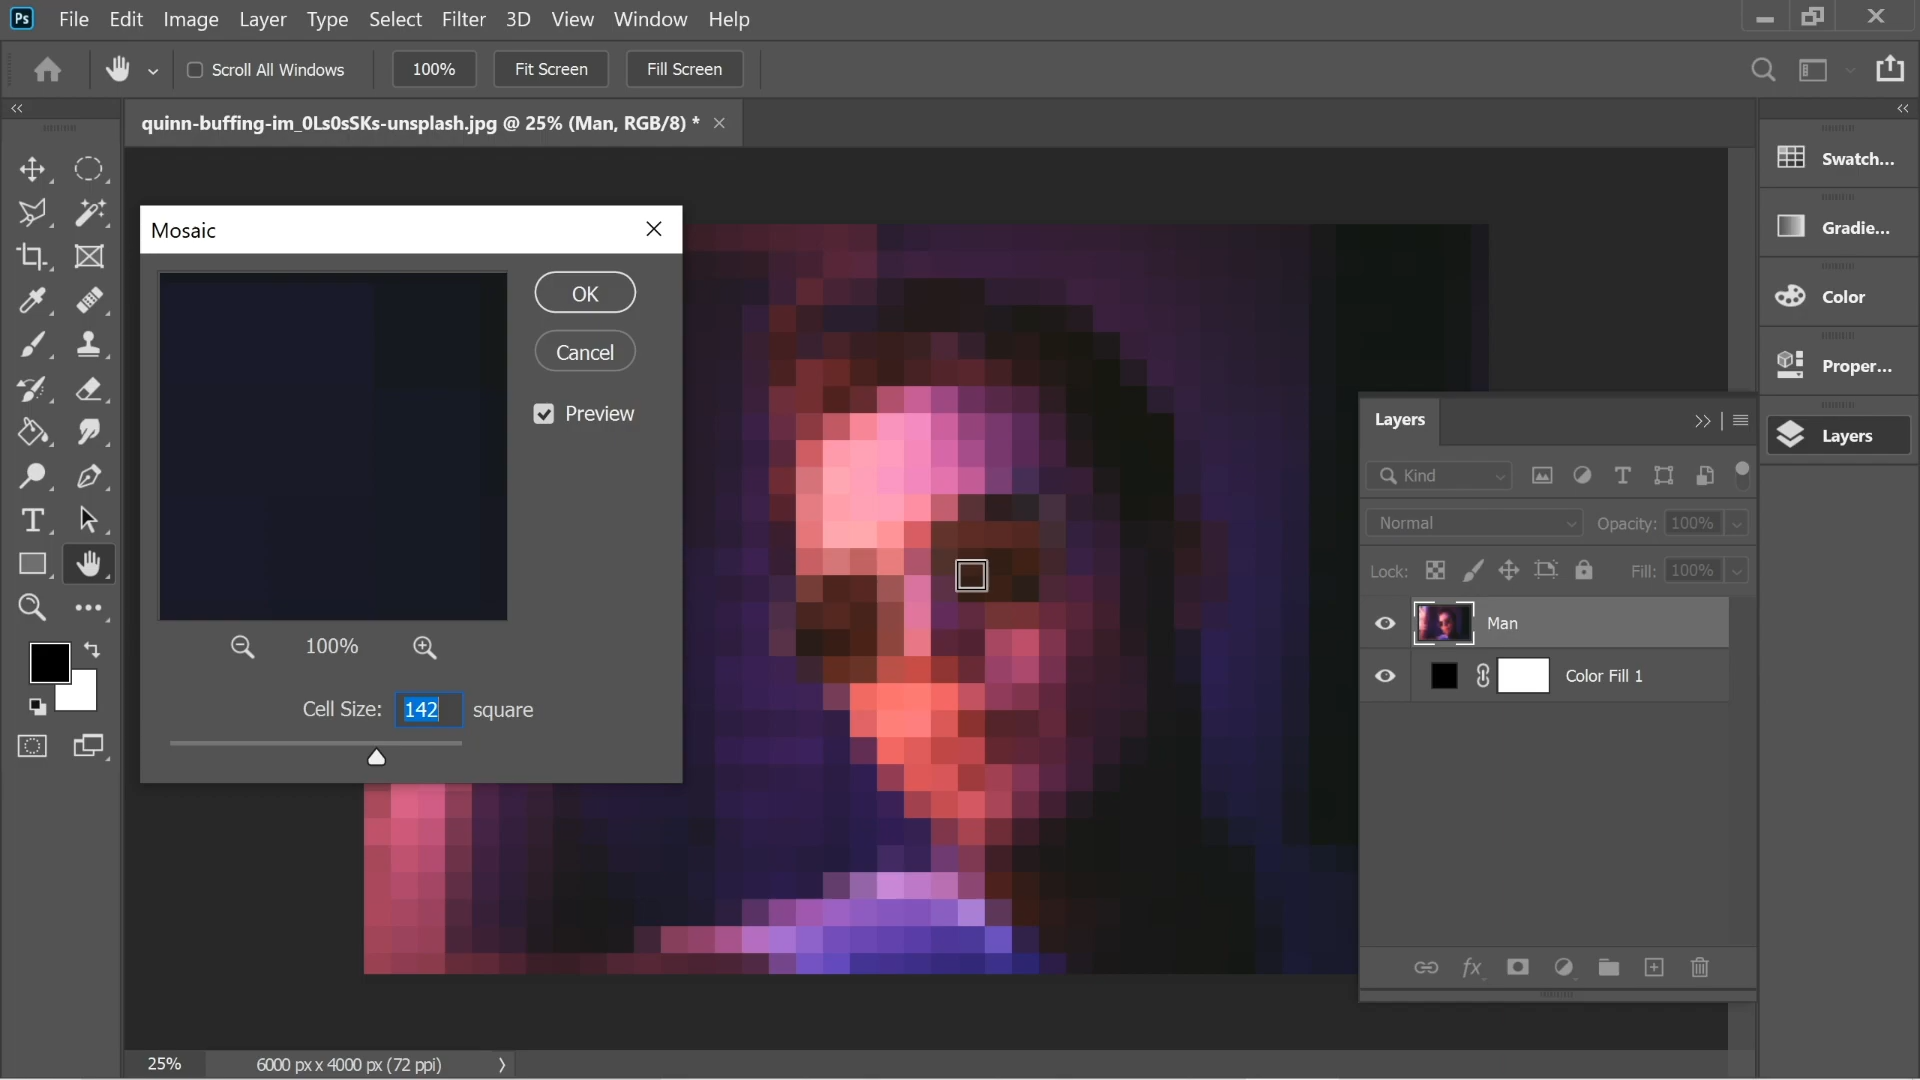 Ps File Edit Image Layer Type Select Filter 3D View Window Help
Scroll All Windows 100% Fit Screen Fill Screen
quinn-buffing-im_0Ls0sSKs-unsplash.jpg @ 25% (Man, RGB/8) *
Swatch...
Gradie...
Color
Proper...
Layers
Mosaic
OK
Cancel
Preview
100%
Cell Size: 142 square
Layers
Kind
Normal Opacity: 100%
Lock: Fill: 100%
Man
Color Fill 1
fx
25% 6000 px x 4000 px (72 ppi)